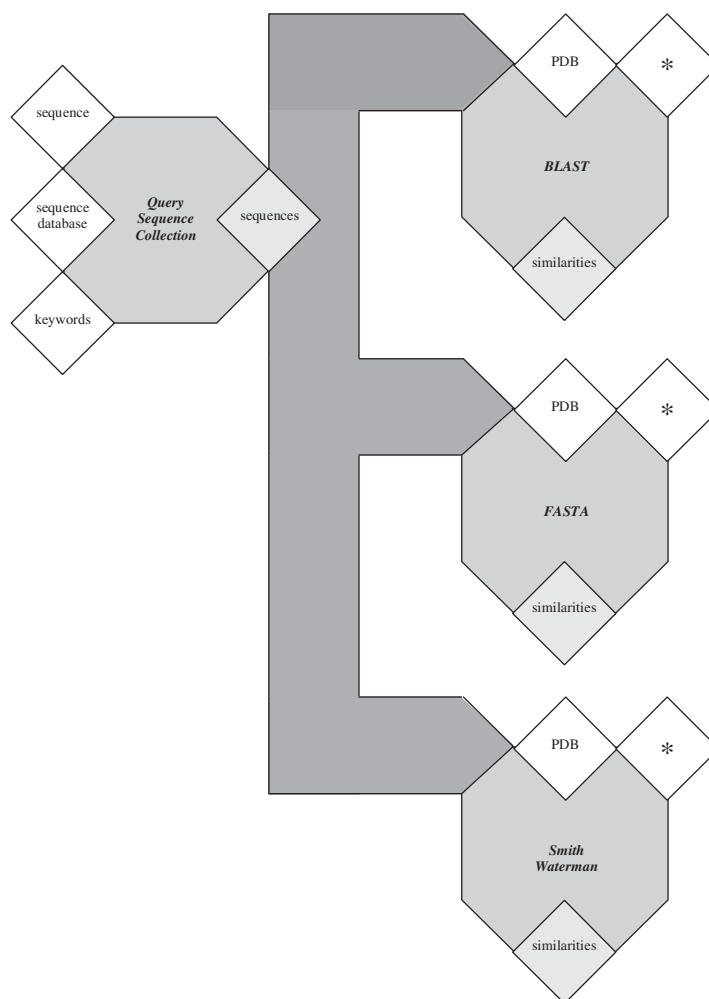 sequence
sequence
database
keywords
Query
Sequence
Collection
sequences
PDB
*
BLAST
similarities
PDB
*
FASTA
similarities
PDB
*
Smith
Waterman
similarities